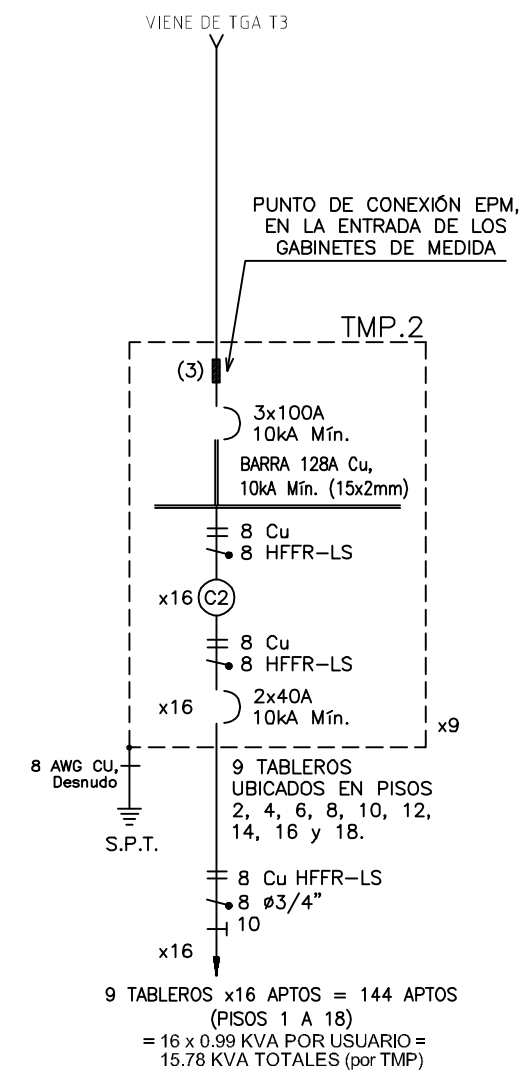 VIENE DE TGA T3
PUNTO DE CONEXIÓN EPM,
EN LA ENTRADA DE LOS
GABINETES DE MEDIDA
TMP.2
(3)
3x100A
10kA Mín.
BARRA 128A Cu,
10kA Mín. (15x2mm)
8 Cu
8 HFFR-LS
x16
C2
8 Cu
8 HFFR-LS
x16
2x40A
10kA Mín.
x9
8 AWG CU,
Desnudo
S.P.T.
9 TABLEROS
UBICADOS EN PISOS
2, 4, 6, 8, 10, 12,
14, 16 y 18.
8 Cu HFFR-LS
8 ø3/4"
10
x16
9 TABLEROS x16 APTOS = 144 APTOS
(PISOS 1 A 18)
= 16 x 0.99 KVA POR USUARIO =
15.78 KVA TOTALES (por TMP)